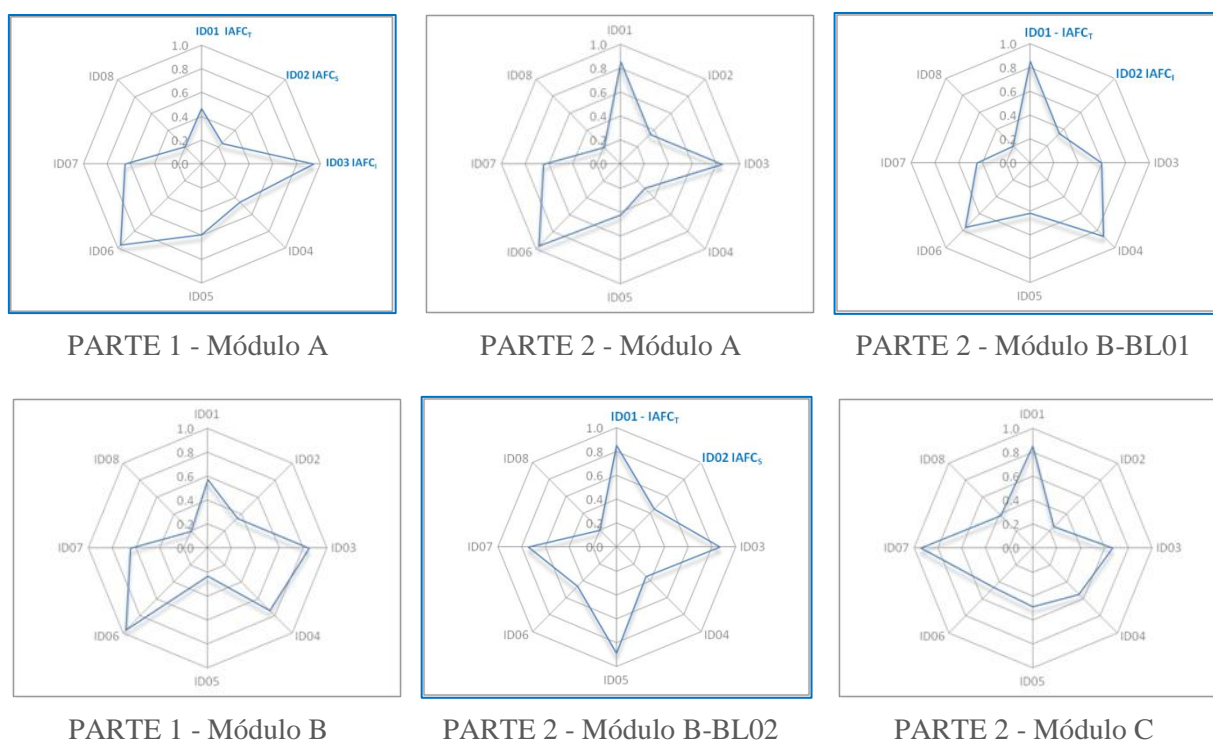 ID01 IAFC_T
1.0
ID08
ID02 IAFC_S
0.8
0.6
0.4
0.2
ID07
0.0
ID03 IAFC_I
ID06
ID04
ID05
PARTE 1 - Módulo A
ID01
1.0
ID08
ID02
0.8
0.6
0.4
0.2
ID07
0.0
ID03
ID06
ID04
ID05
PARTE 2 - Módulo A
ID01 - IAFC_T
1.0
ID08
ID02 IAFC_I
0.8
0.6
0.4
0.2
ID07
0.0
ID03
ID06
ID04
ID05
PARTE 2 - Módulo B-BL01
ID01
1.0
ID08
ID02
0.8
0.6
0.4
0.2
ID07
0.0
ID03
ID06
ID04
ID05
PARTE 1 - Módulo B
ID01 - IAFC_T
1.0
ID08
ID02 IAFC_S
0.8
0.6
0.4
0.2
ID07
0.0
ID03
ID06
ID04
ID05
PARTE 2 - Módulo B-BL02
ID01
1.0
ID08
ID02
0.8
0.6
0.4
0.2
ID07
0.0
ID03
ID06
ID04
ID05
PARTE 2 - Módulo C